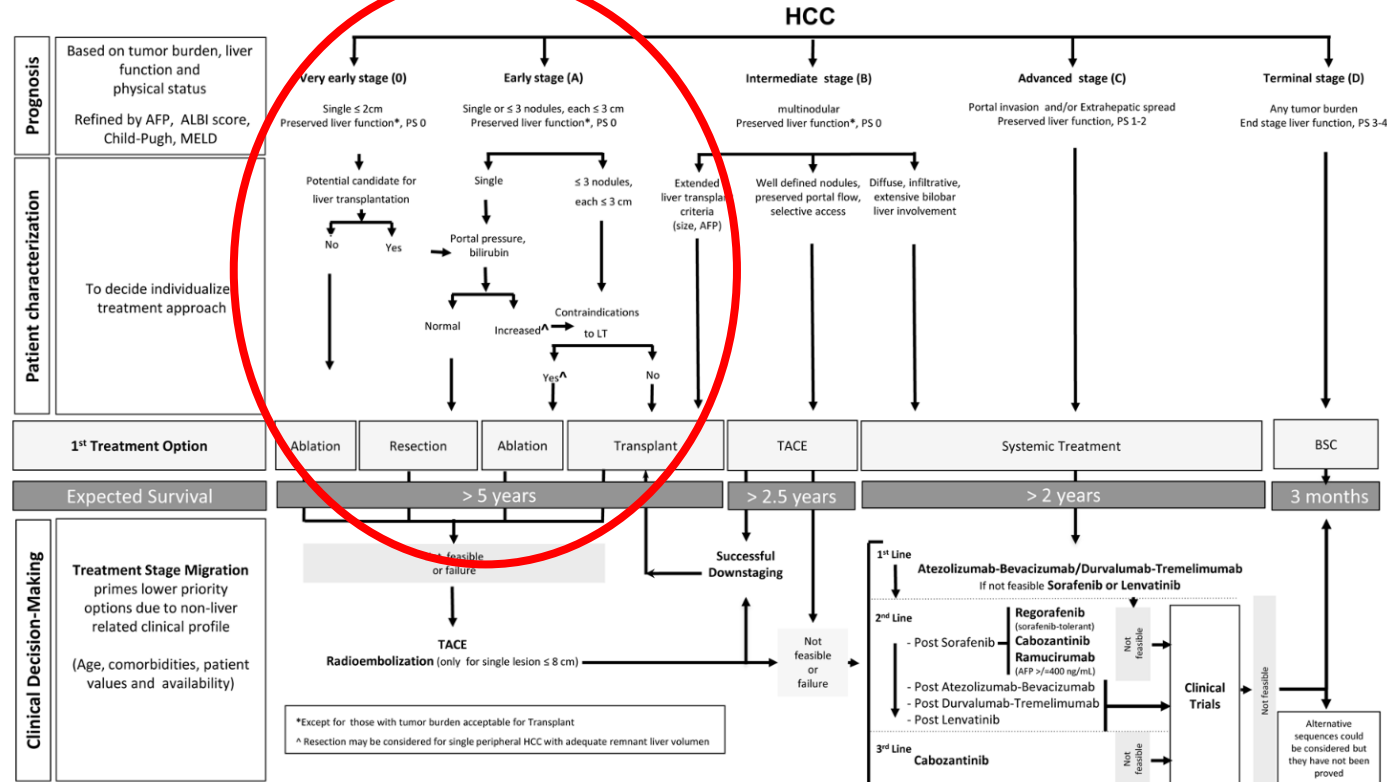 HCC
Prognosis
Based on tumor burden, liver
function and
physical status
Refined by AFP, ALBI score,
Child-Pugh, MELD
Very early stage (0)
Single ≤ 2cm
Preserved liver function*, PS 0
Early stage (A)
Single or ≤ 3 nodules, each ≤ 3 cm
Preserved liver function*, PS 0
Intermediate stage (B)
multinodular
Preserved liver function*, PS 0
Advanced stage (C)
Portal invasion and/or Extrahepatic spread
Preserved liver function, PS 1-2
Terminal stage (D)
Any tumor burden
End stage liver function, PS 3-4
Patient characterization
To decide individualize
treatment approach
Potential candidate for
liver transplantation
No
Yes
Single
≤ 3 nodules,
each ≤ 3 cm
Portal pressure,
bilirubin
Normal
Increased^
Contraindications
to LT
Yes^
No
Extended
liver transplant
criteria
(size, AFP)
Well defined nodules,
preserved portal flow,
selective access
Diffuse, infiltrative,
extensive bilobar
liver involvement
1st Treatment Option
Ablation
Resection
Ablation
Transplant
TACE
Systemic Treatment
BSC
Expected Survival
> 5 years
> 2.5 years
> 2 years
3 months
Clinical Decision-Making
Treatment Stage Migration
primes lower priority
options due to non-liver
related clinical profile
(Age, comorbidities, patient
values and availability)
feasible
or failure
TACE
Radioembolization (only for single lesion ≤ 8 cm)
Successful
Downstaging
Not
feasible
or
failure
*Except for those with tumor burden acceptable for Transplant
^ Resection may be considered for single peripheral HCC with adequate remnant liver volumen
1st Line
Atezolizumab-Bevacizumab/Durvalumab-Tremelimumab
If not feasible Sorafenib or Lenvatinib
2nd Line
- Post Sorafenib
Regorafenib
(sorafenib-tolerant)
Cabozantinib
Ramucirumab
(AFP >/=400 ng/mL)
- Post Atezolizumab-Bevacizumab
- Post Durvalumab-Tremelimumab
- Post Lenvatinib
3rd Line
Cabozantinib
Not
feasible
Not
feasible
Clinical
Trials
Not feasible
Alternative
sequences could
be considered but
they have not been
proved